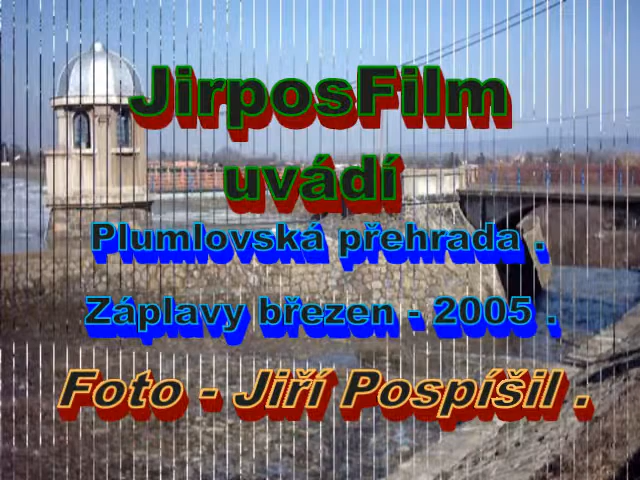 JirposFilm
uvádí
Plumlovská přehrada .
Záplavy březen - 2005 .
Foto - Jiří Pospíšil .